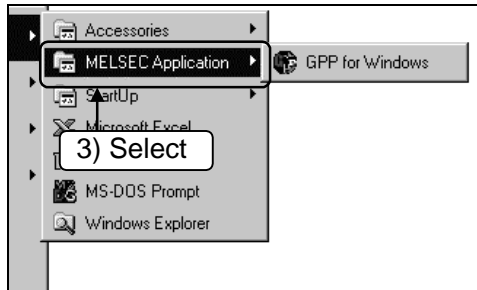 Accessories
MELSEC Application
GPP for Windows
StartUp
Microsoft Excel
3) Select
MS-DOS Prompt
Windows Explorer